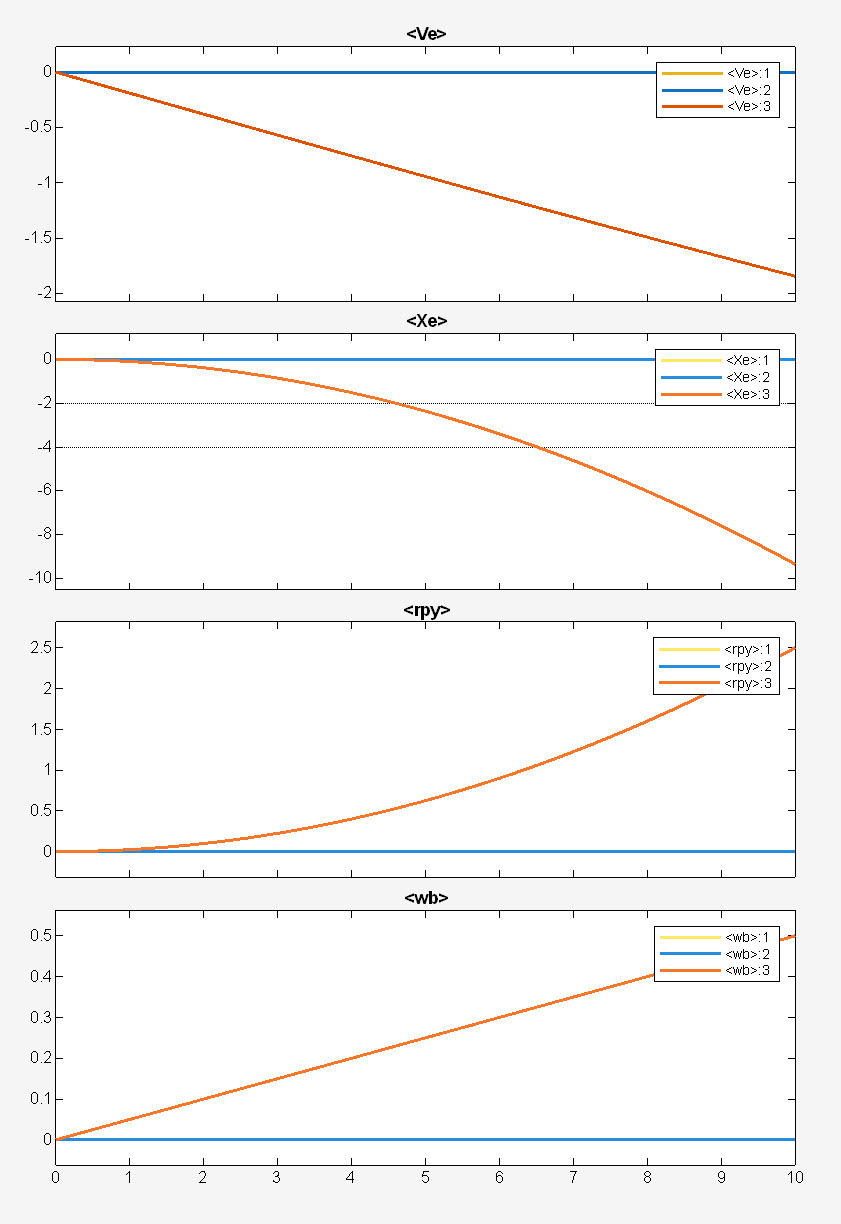 <Ve>
0
-0.5
-1
-1.5
-2
<Ve>:1
<Ve>:2
<Ve>:3
<Xe>
0
-2
-4
-6
-8
-10
<Xe>:1
<Xe>:2
<Xe>:3
<rpy>
2.5
2
1.5
1
0.5
0
<rpy>:1
<rpy>:2
<rpy>:3
<wb>
0.5
0.4
0.3
0.2
0.1
0
<wb>:1
<wb>:2
<wb>:3
0 1 2 3 4 5 6 7 8 9 10